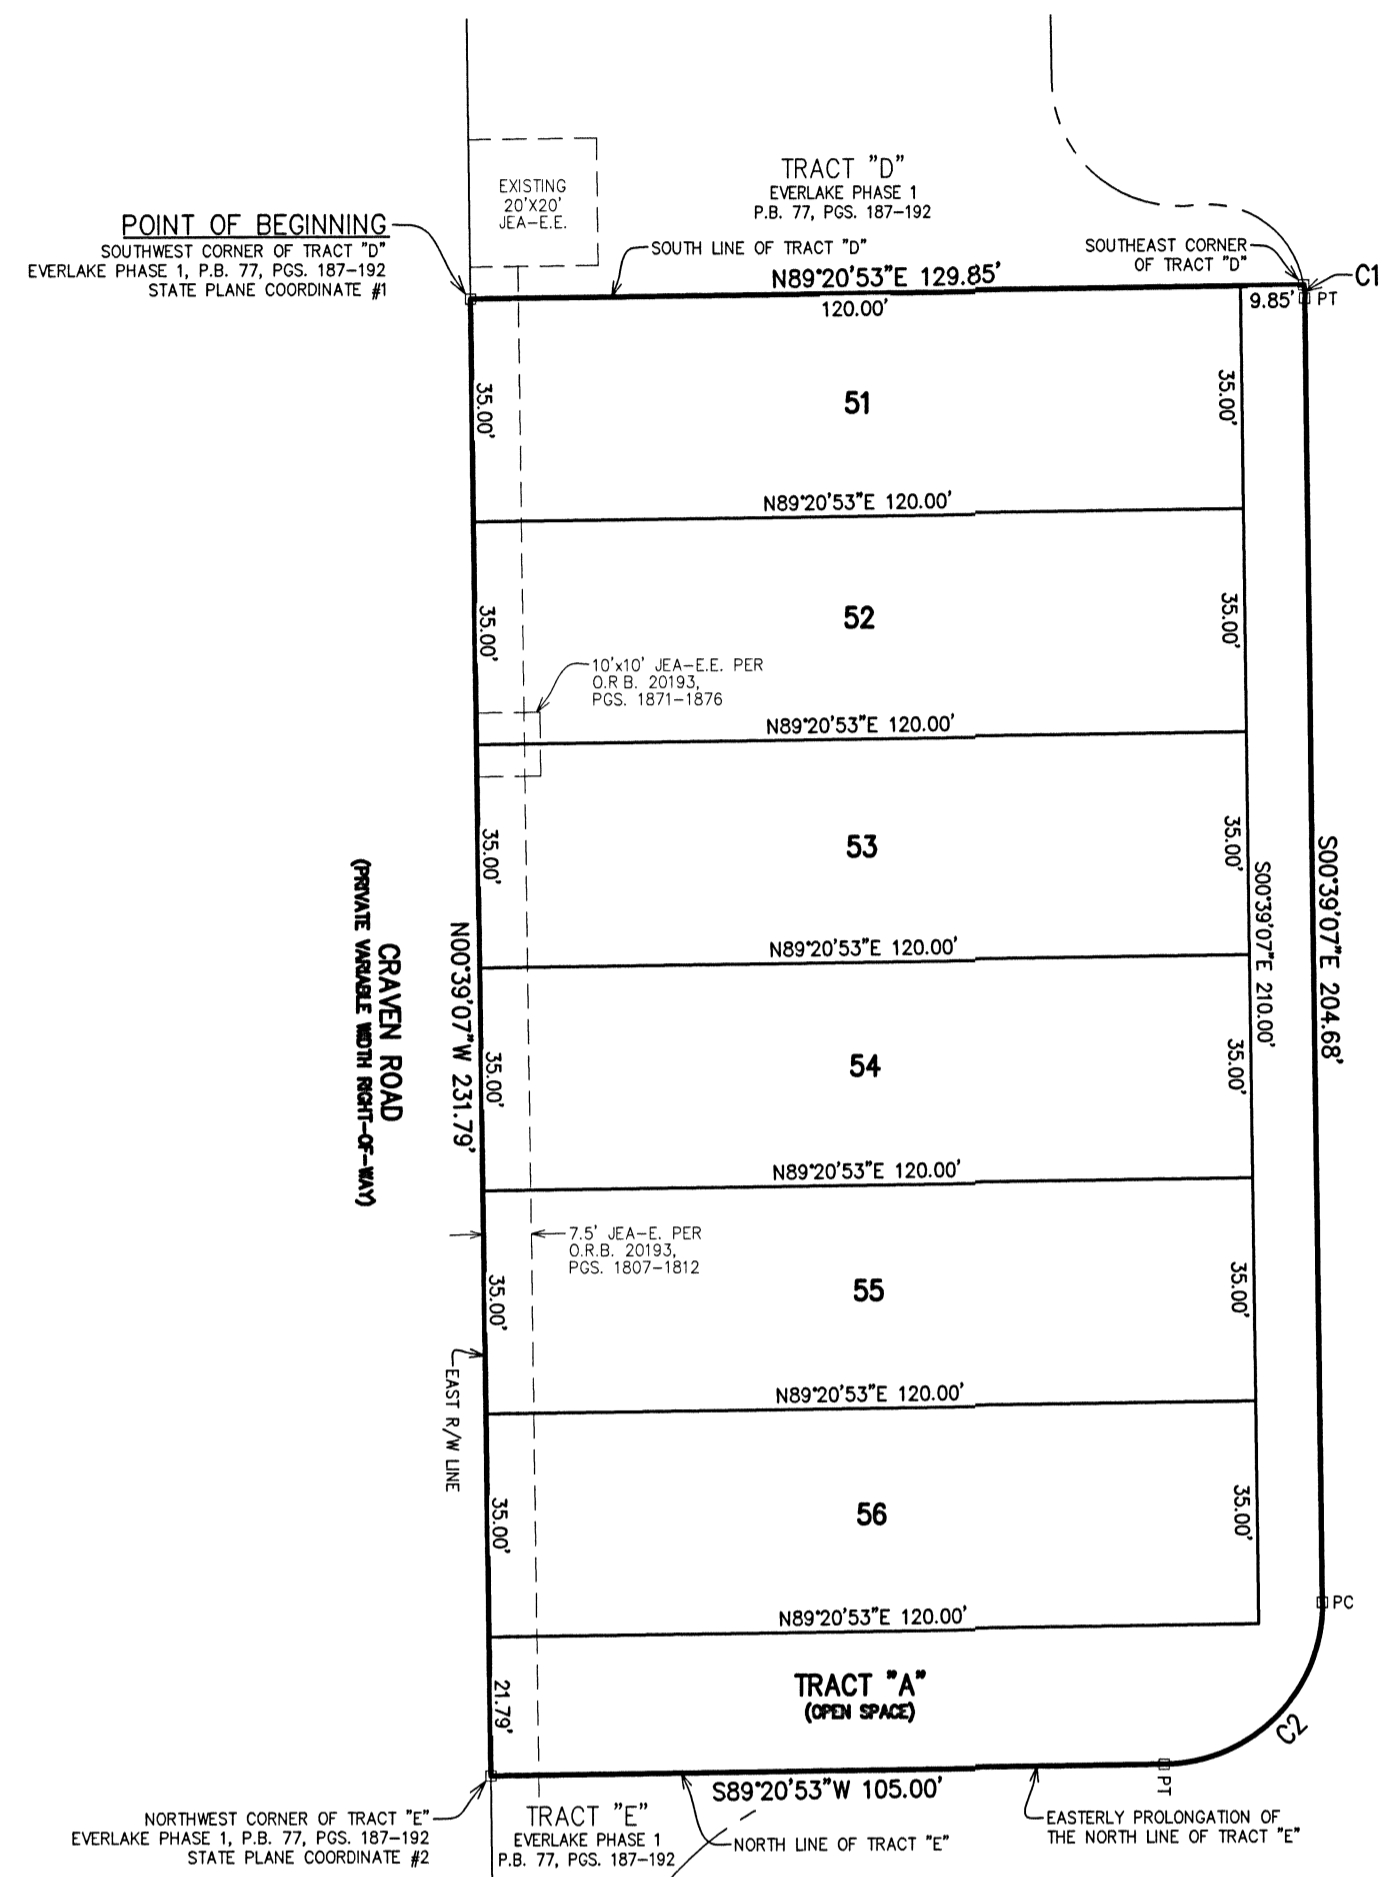 TRACT "D"
EVERLAKE PHASE 1
P.B. 77, PGS. 187-192
EXISTING
20'X20'
JEA-E.E.
POINT OF BEGINNING
SOUTHWEST CORNER OF TRACT "D"
EVERLAKE PHASE 1, P.B. 77, PGS. 187-192
STATE PLANE COORDINATE #1
SOUTH LINE OF TRACT "D"
SOUTHEAST CORNER
OF TRACT "D"
N89°20'53"E 129.85'
C1
120.00'
9.85'
PT
35.00'
51
35.00'
N89°20'53"E 120.00'
35.00'
52
35.00'
10'x10' JEA-E.E. PER
O.R B. 20193,
PGS. 1871-1876
N89°20'53"E 120.00'
35.00'
53
35.00'
S00°39'07"E 204.68'
S00°39'07"E 210.00'
N89°20'53"E 120.00'
CRAVEN ROAD
(PRIVATE VARIABLE WIDTH RIGHT-OF-WAY)
N00°39'07"W 231.79'
35.00'
54
35.00'
N89°20'53"E 120.00'
7.5' JEA-E. PER
O.R.B. 20193,
PGS. 1807-1812
35.00'
55
35.00'
EAST R/W LINE
N89°20'53"E 120.00'
35.00'
56
35.00'
PC
N89°20'53"E 120.00'
21.79'
TRACT "A"
(OPEN SPACE)
C2
PT
S89°20'53"W 105.00'
NORTHWEST CORNER OF TRACT "E"
EVERLAKE PHASE 1, P.B. 77, PGS. 187-192
STATE PLANE COORDINATE #2
TRACT "E"
EVERLAKE PHASE 1
P.B. 77, PGS. 187-192
NORTH LINE OF TRACT "E"
EASTERLY PROLONGATION OF
THE NORTH LINE OF TRACT "E"